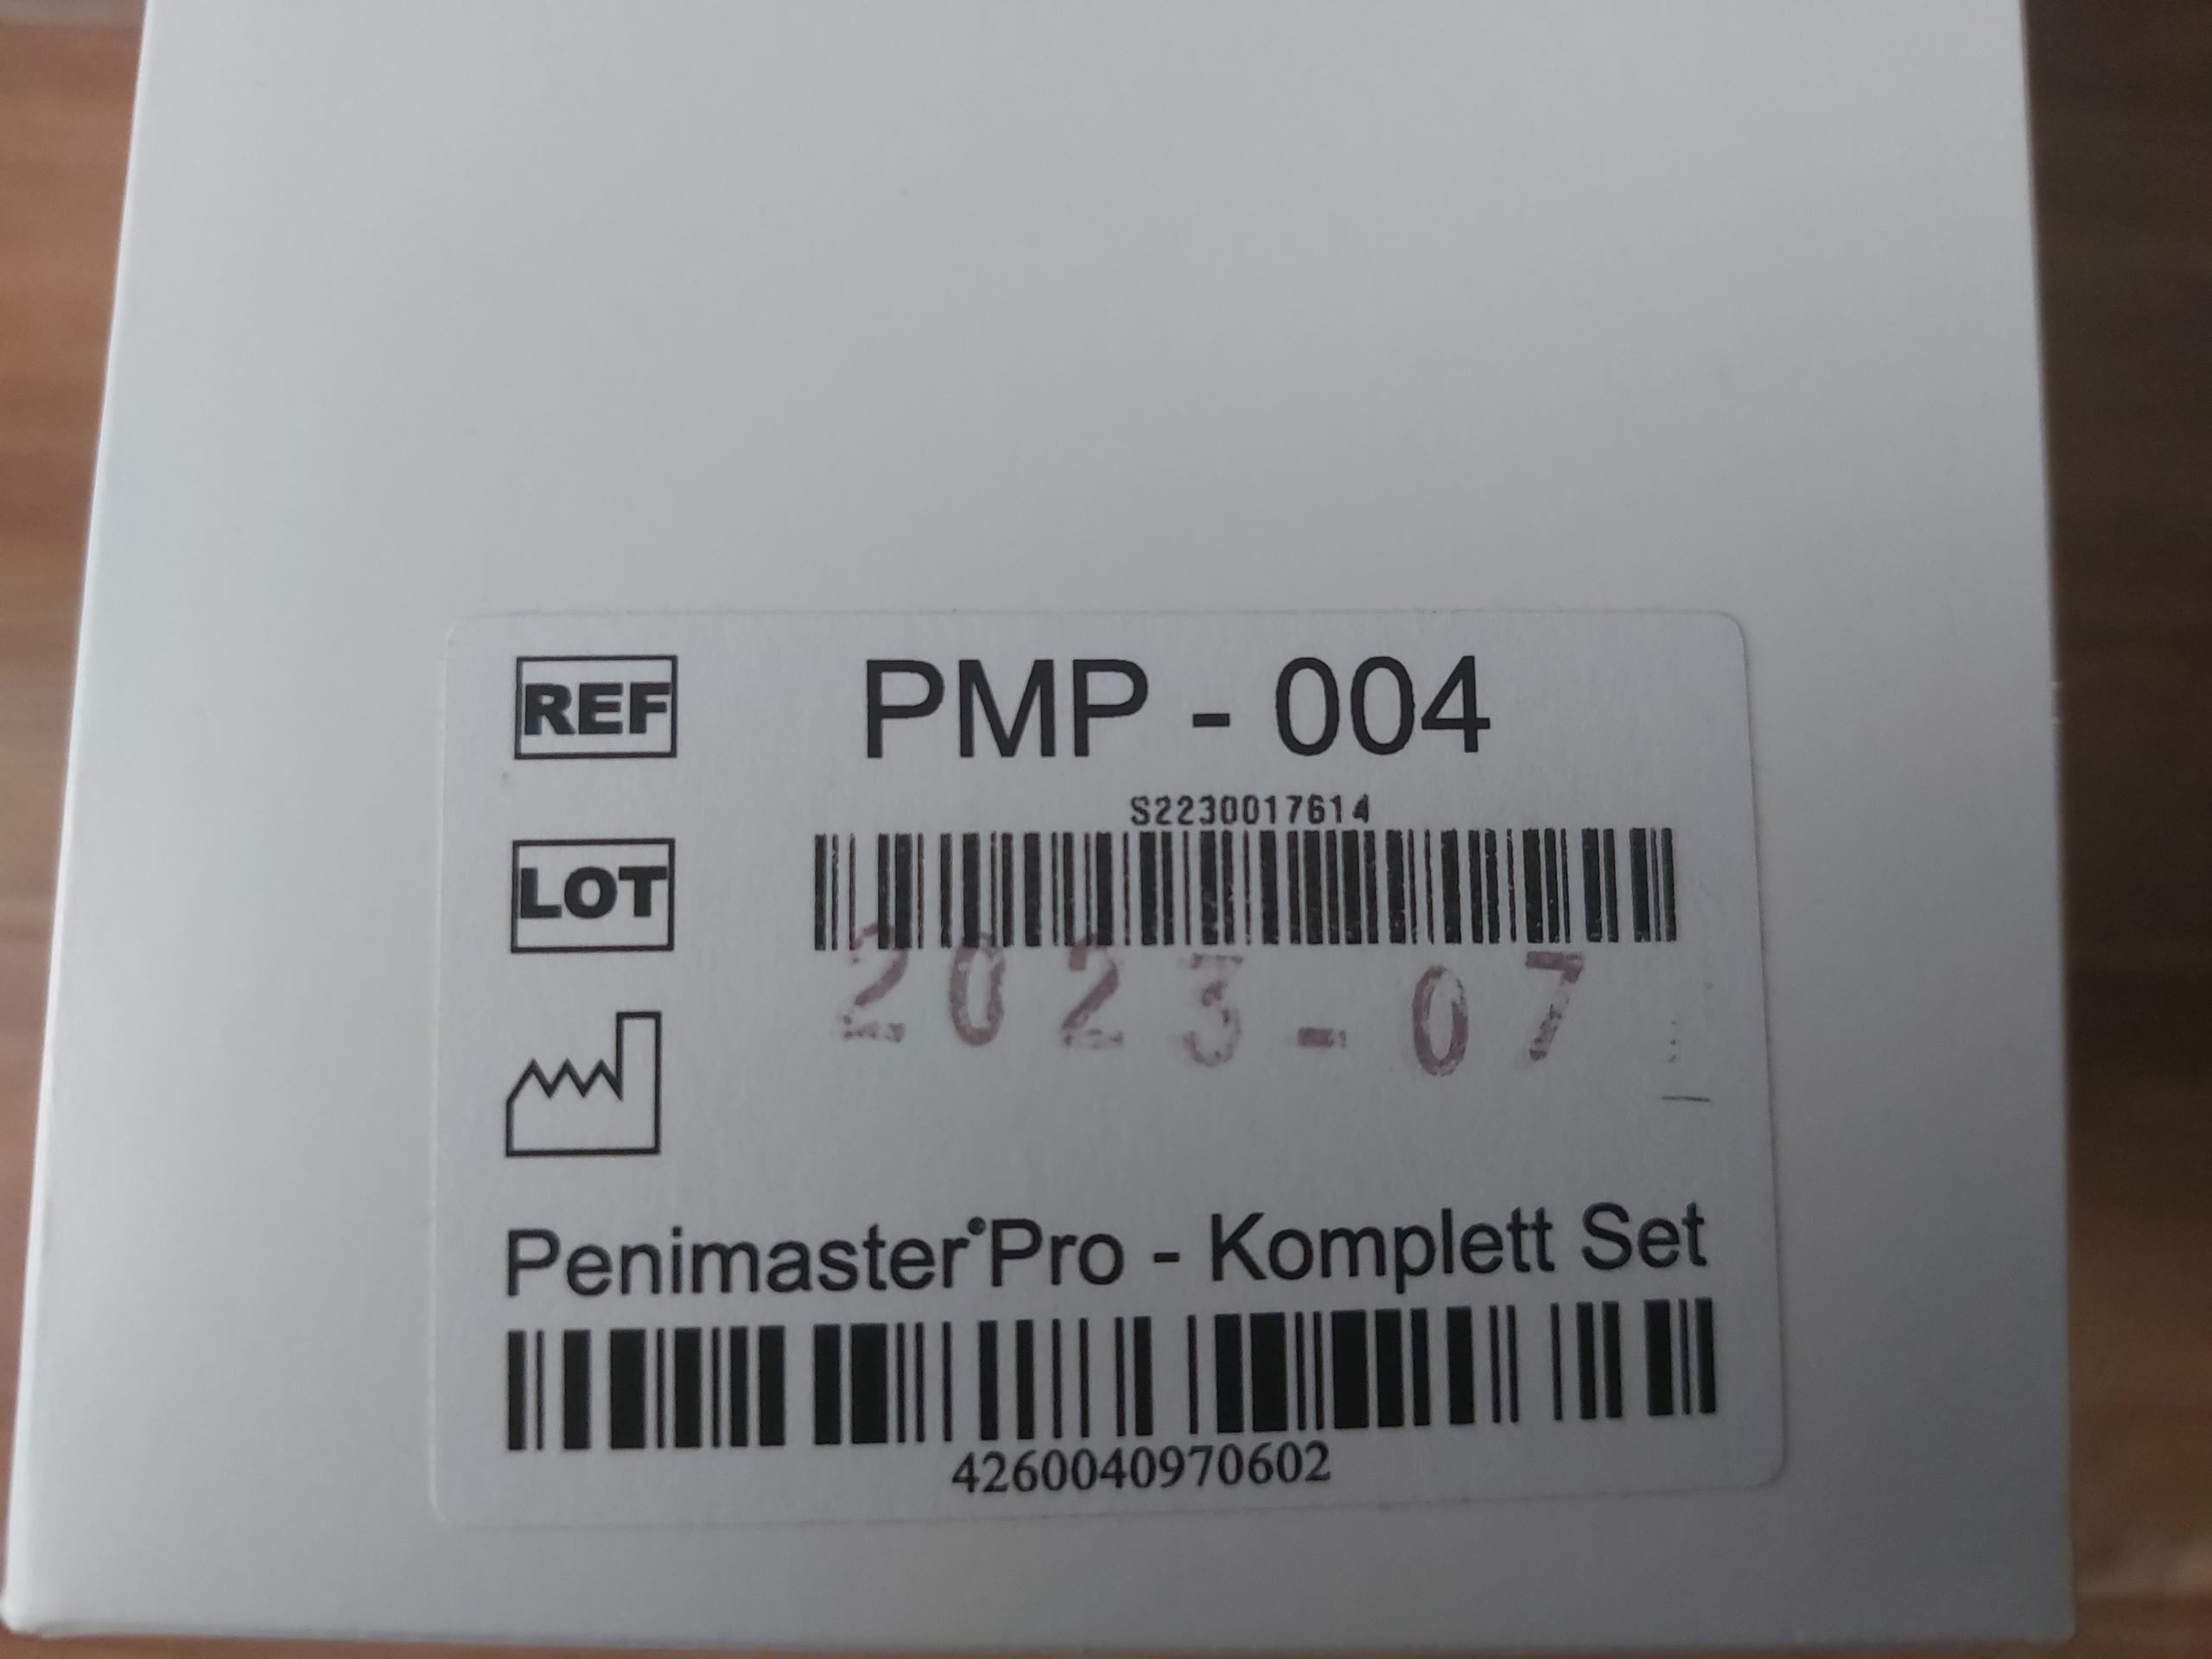 REF PMP - 004
S2230017614
LOT
2023-07
Penimaster®Pro - Komplett Set
4260040970602